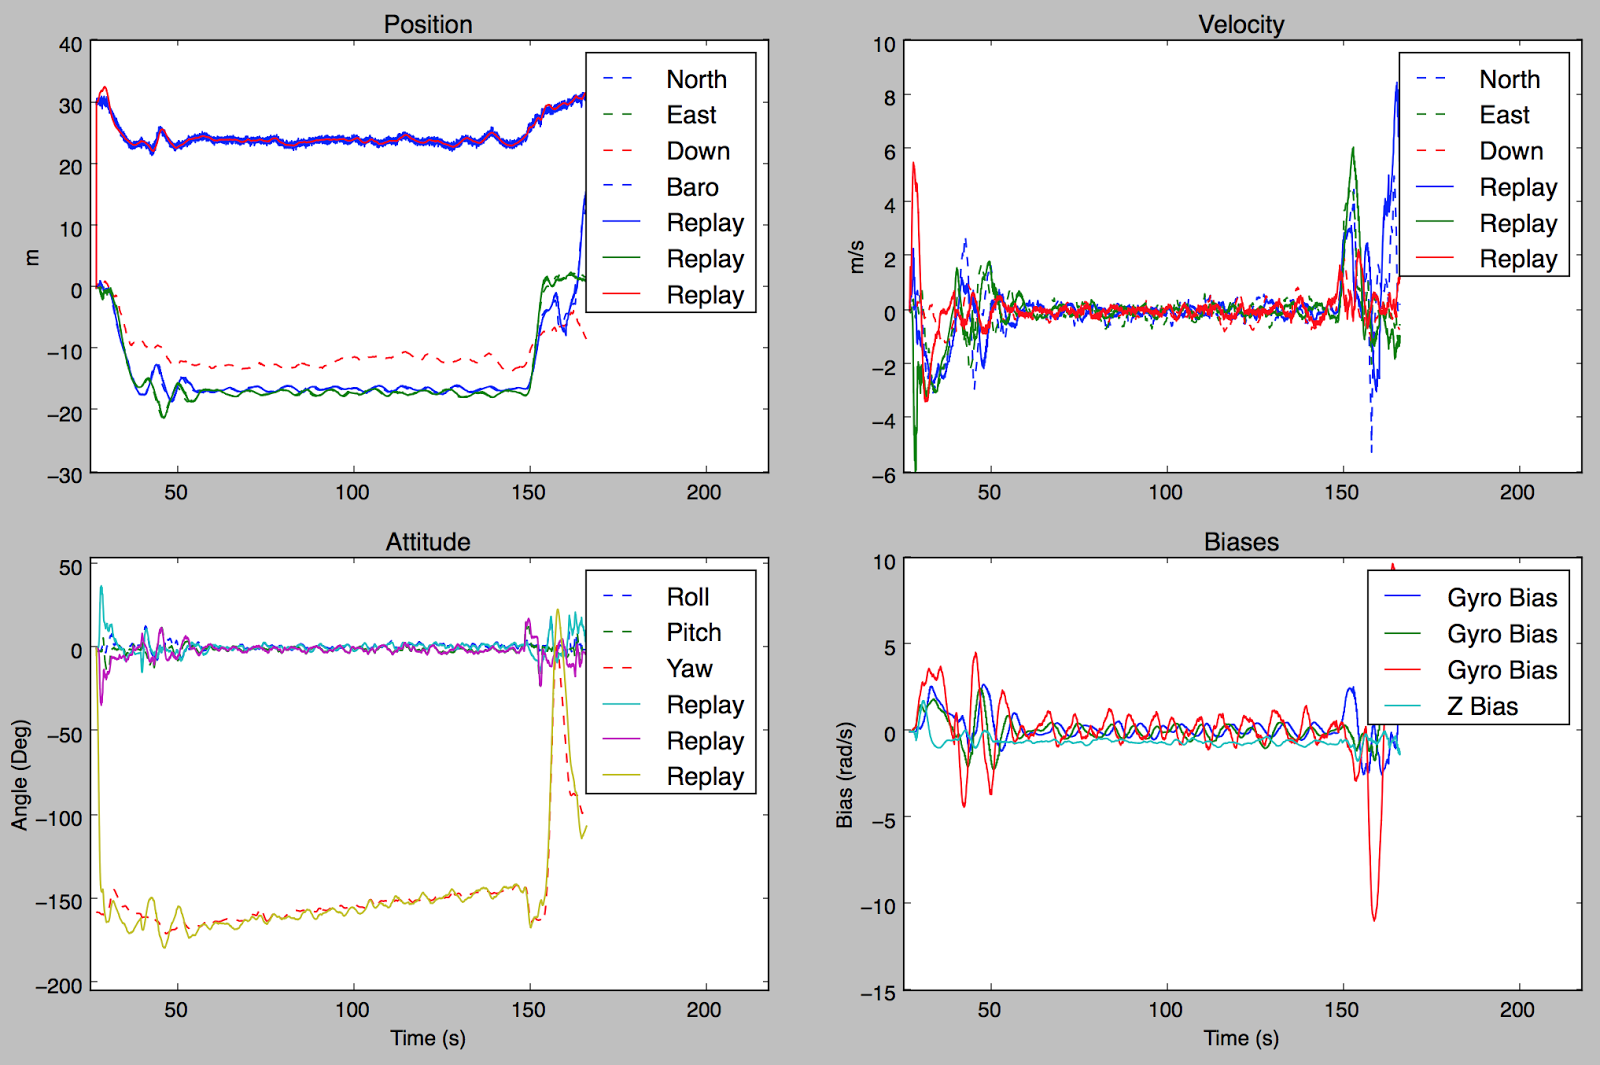 Position
40
30
20
10
0
−10
−20
−30
m
50
100
150
200
North
East
Down
Baro
Replay
Replay
Replay
Velocity
10
8
6
4
2
0
−2
−4
−6
m/s
50
100
150
200
North
East
Down
Replay
Replay
Replay
Attitude
50
0
−50
−100
−150
−200
Angle (Deg)
50
100
150
200
Time (s)
Roll
Pitch
Yaw
Replay
Replay
Replay
Biases
10
5
0
−5
−10
−15
Bias (rad/s)
50
100
150
200
Time (s)
Gyro Bias
Gyro Bias
Gyro Bias
Z Bias